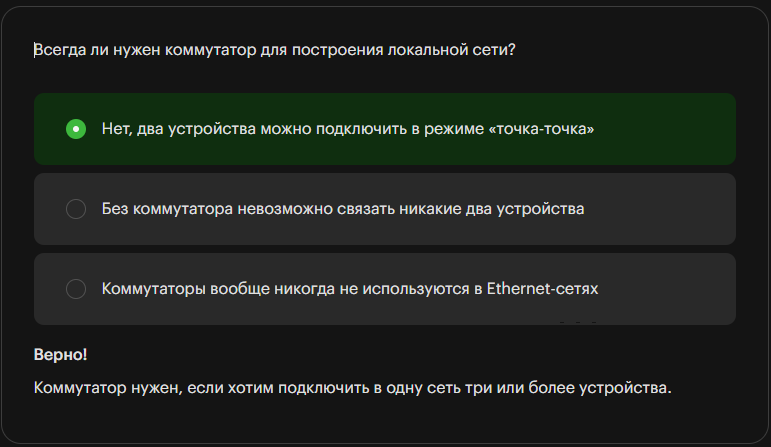 Всегда ли нужен коммутатор для построения локальной сети?
Нет, два устройства можно подключить в режиме «точка-точка»
Без коммутатора невозможно связать никакие два устройства
Коммутаторы вообще никогда не используются в Ethernet-сетях
Верно!
Коммутатор нужен, если хотим подключить в одну сеть три или более устройства.